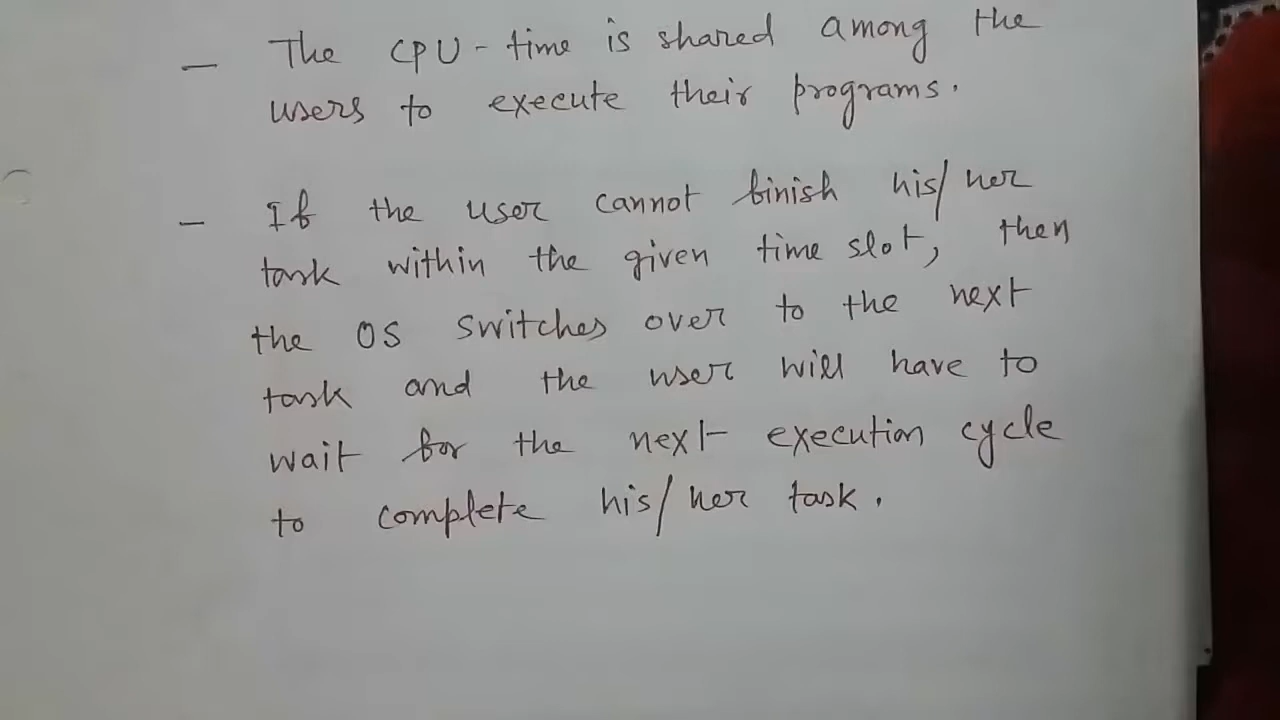 - The CPU-time is shared among the
users to execute their programs.
- If the user cannot finish his/her
task within the given time slot, then
the OS switches over to the next
task and the user will have to
wait for the next execution cycle
to complete his/her task.